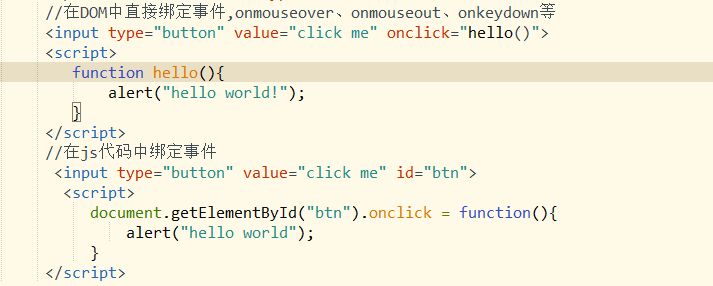 //在DOM中直接绑定事件,onmouseover、onmouseout、onkeydown等
<input type="button" value="click me" onclick="hello()">
<script>
function hello(){
alert("hello world!");
}
</script>
//在js代码中绑定事件
<input type="button" value="click me" id="btn">
<script>
document.getElementById("btn").onclick = function(){
alert("hello world");
}
</script>